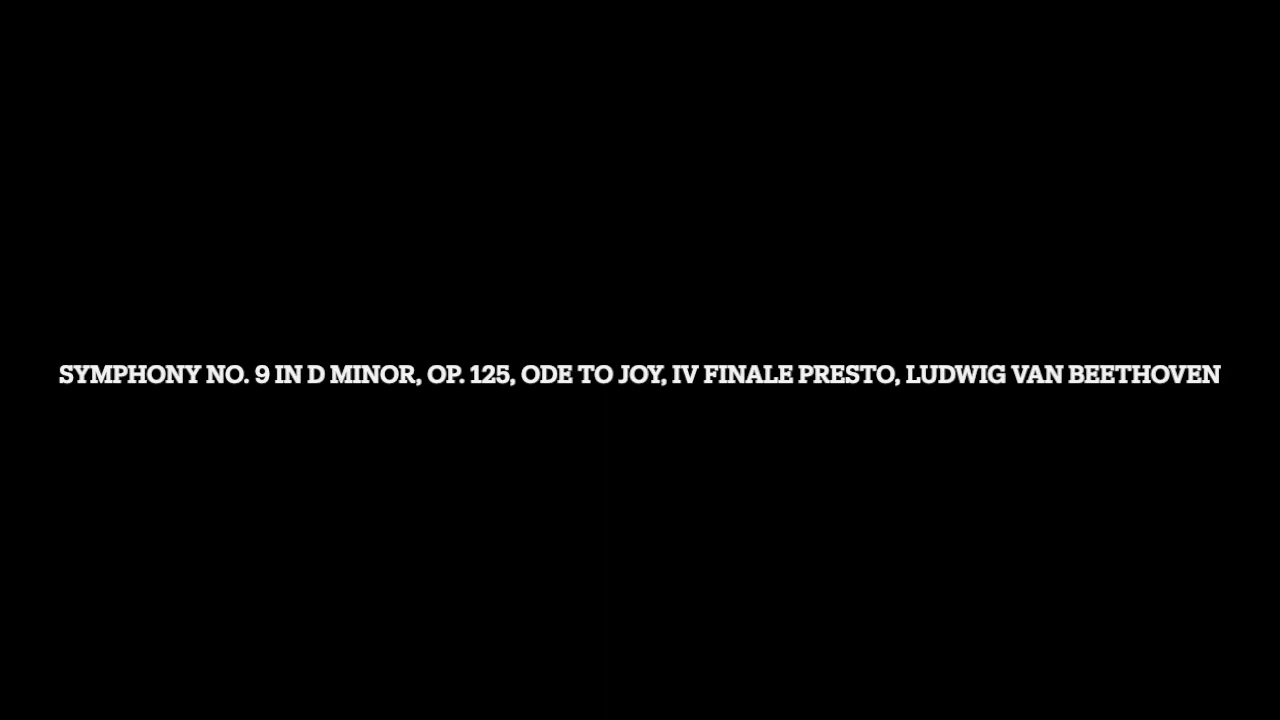 SYMPHONY NO. 9 IN D MINOR, OP. 125, ODE TO JOY, IV FINALE PRESTO, LUDWIG VAN BEETHOVEN